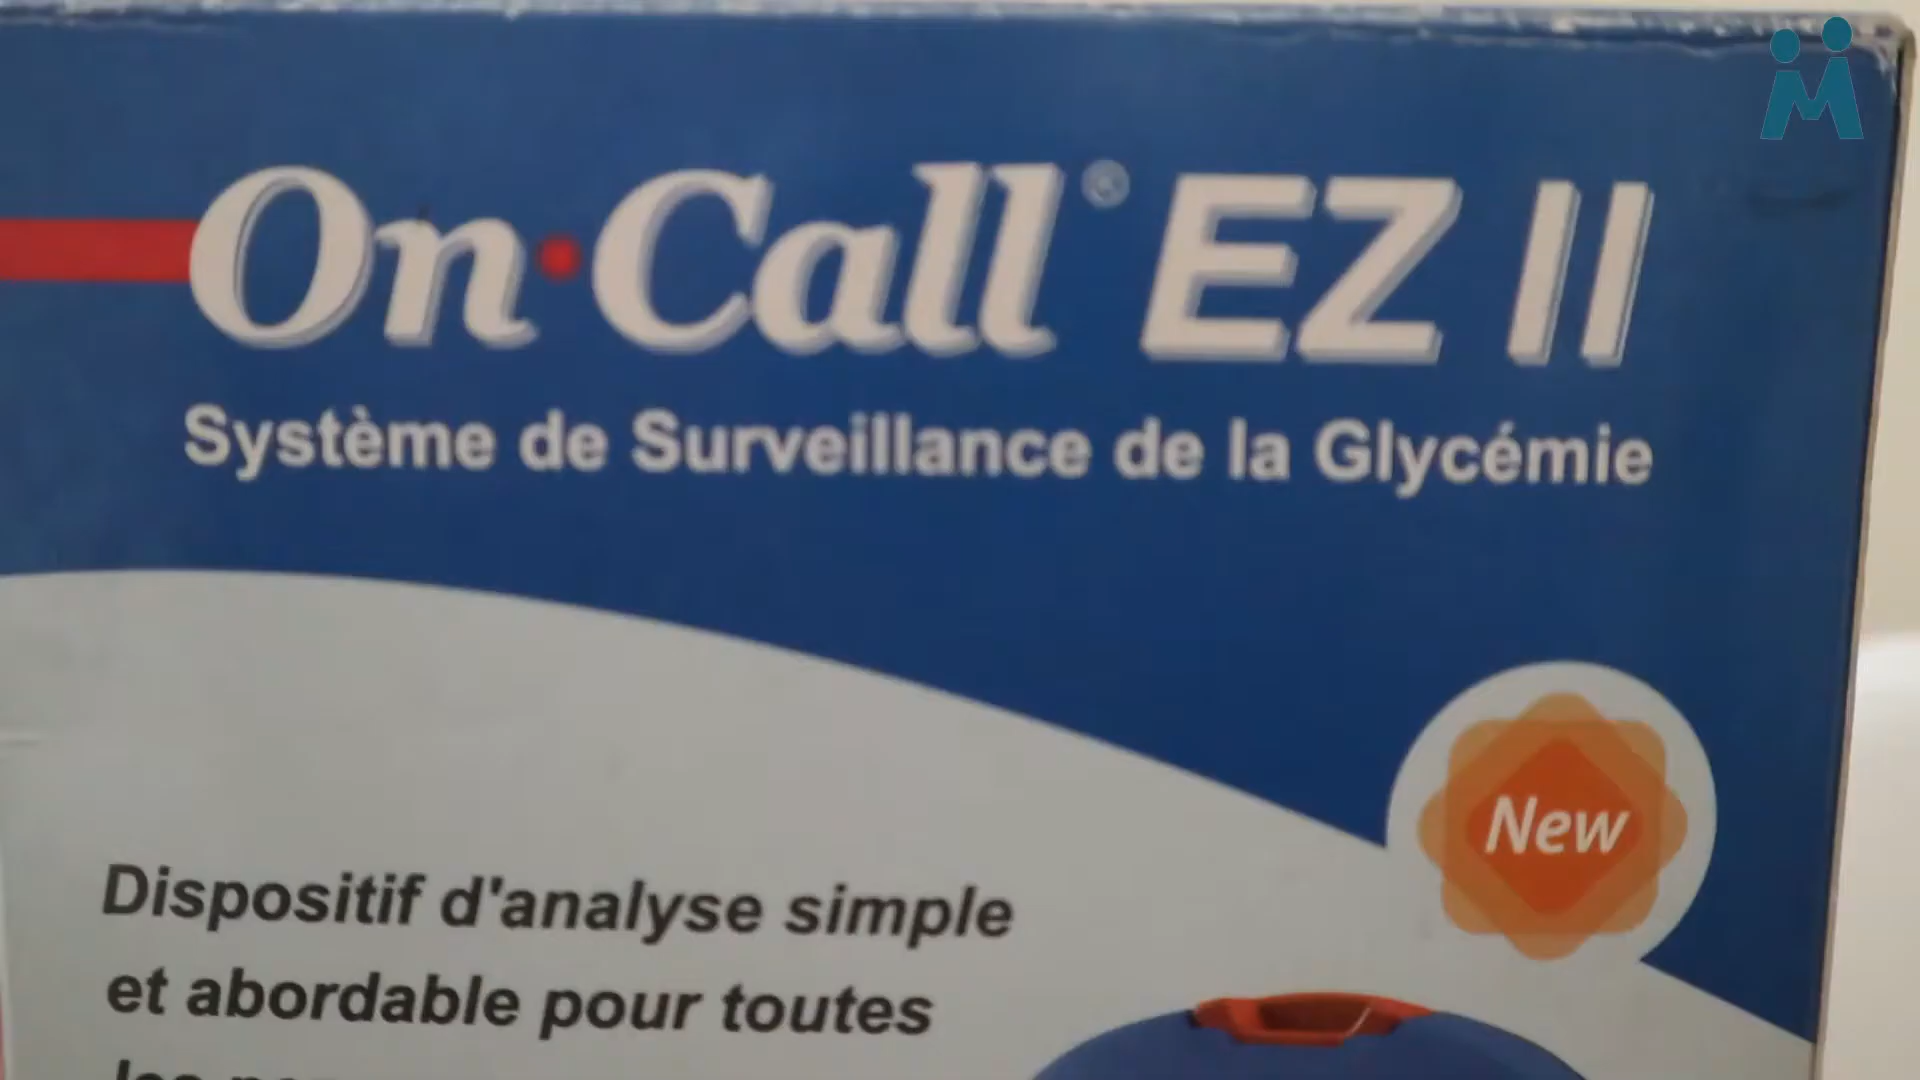 On·Call® EZ II
Système de Surveillance de la Glycémie
New
Dispositif d'analyse simple
et abordable pour toutes